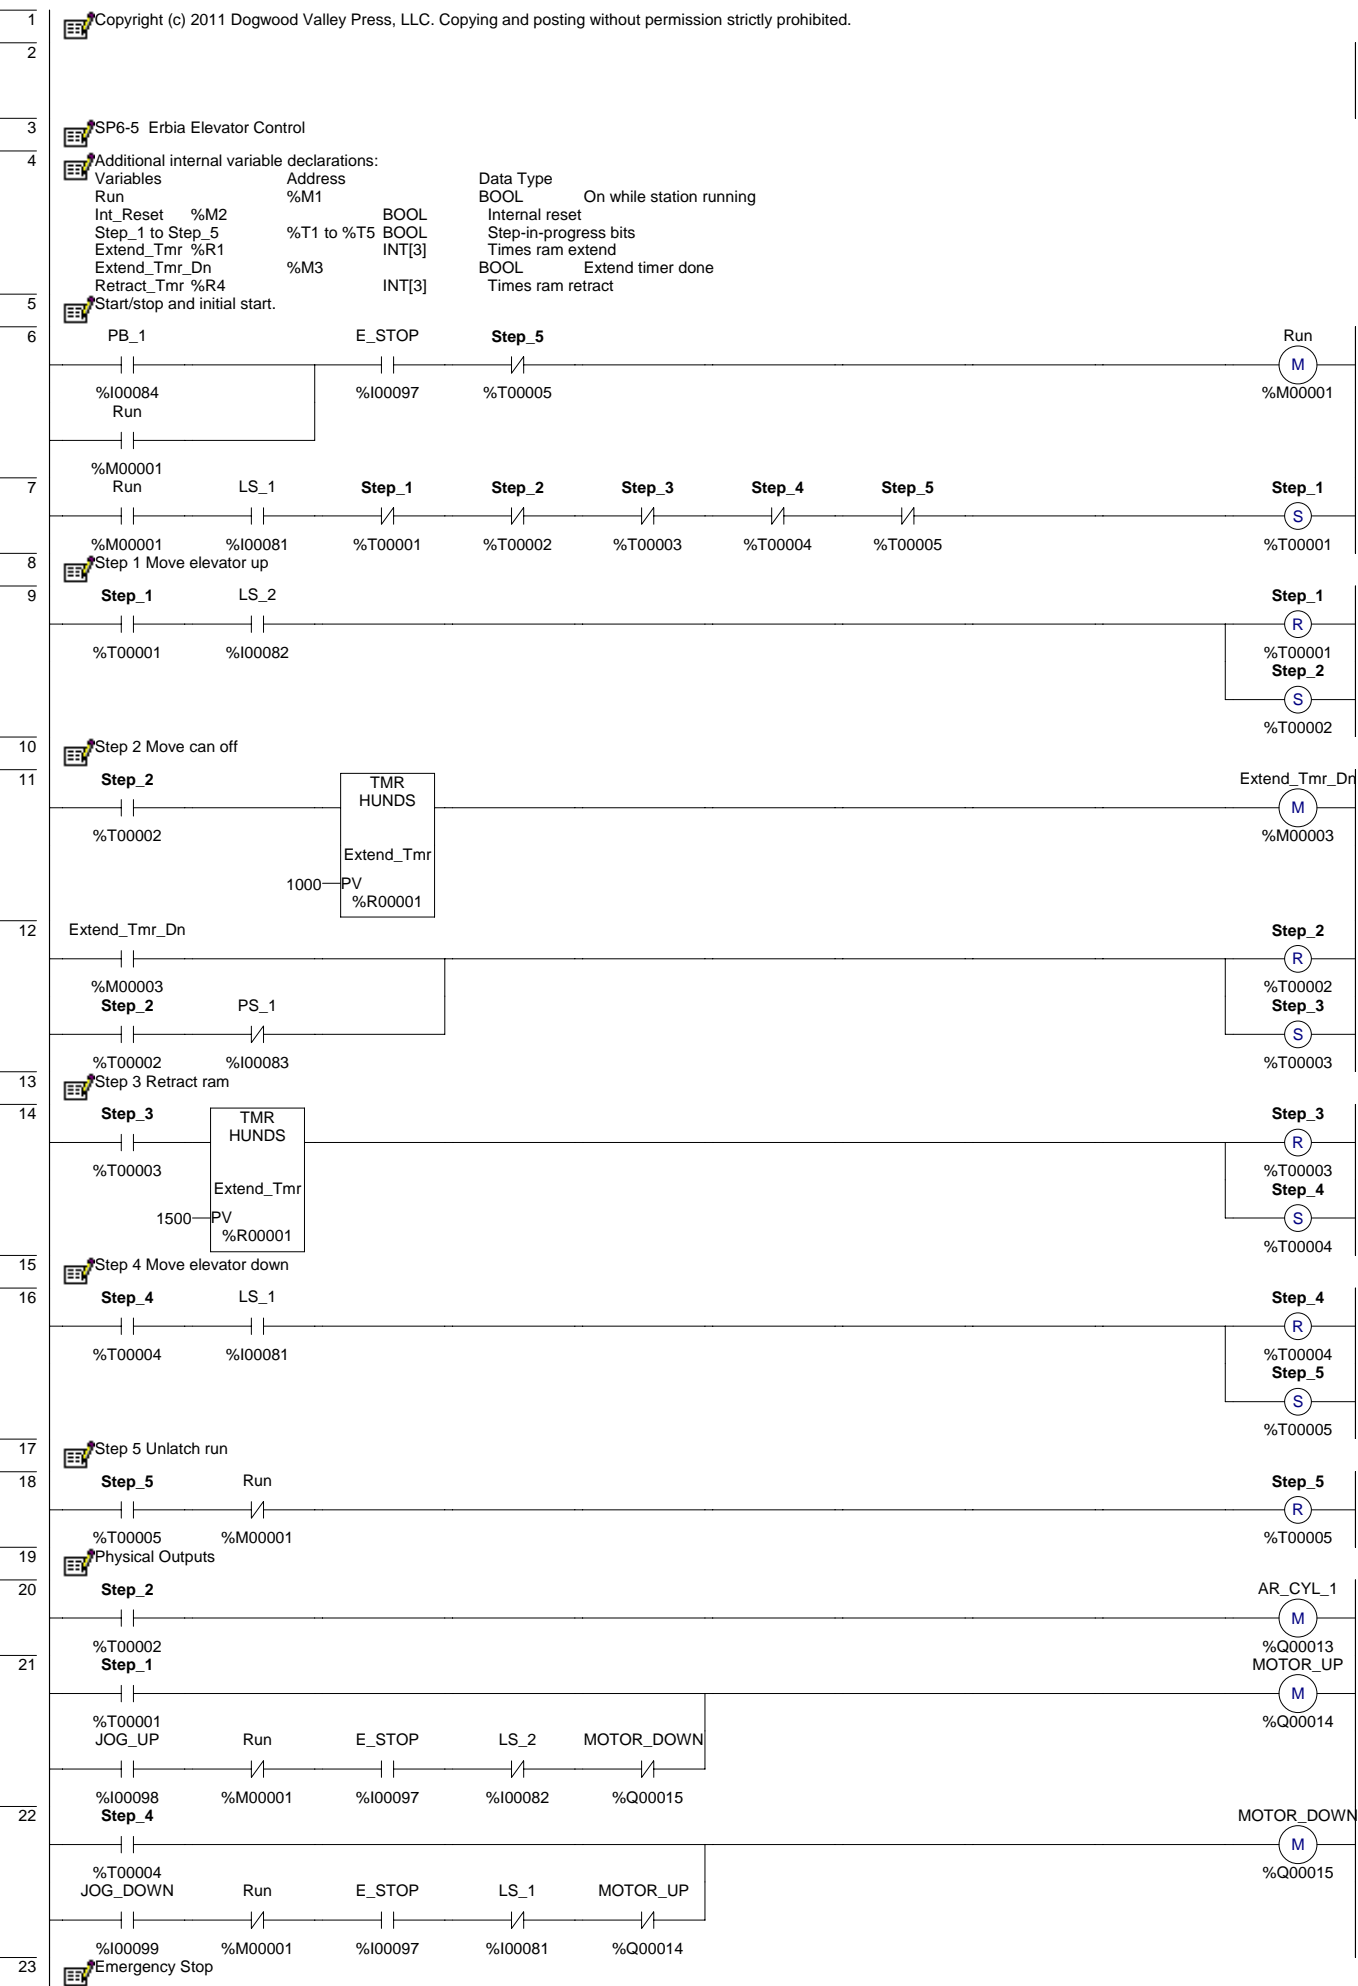 1 Copyright (c) 2011 Dogwood Valley Press, LLC. Copying and posting without permission strictly prohibited.
2
3 SP6-5 Erbia Elevator Control
4 Additional internal variable declarations:
Variables Address Data Type
Run %M1 BOOL On while station running
Int_Reset %M2 BOOL Internal reset
Step_1 to Step_5 %T1 to %T5 BOOL Step-in-progress bits
Extend_Tmr %R1 INT[3] Times ram extend
Extend_Tmr_Dn %M3 BOOL Extend timer done
Retract_Tmr %R4 INT[3] Times ram retract
5 Start/stop and initial start.
6 PB_1 E_STOP Step_5 Run
M
%I00084 %I00097 %T00005 %M00001
Run
%M00001
7 Run LS_1 Step_1 Step_2 Step_3 Step_4 Step_5 Step_1
S
%M00001 %I00081 %T00001 %T00002 %T00003 %T00004 %T00005 %T00001
8 Step 1 Move elevator up
9 Step_1 LS_2 Step_1
R
%T00001 %I00082 %T00001
Step_2
S
%T00002
10 Step 2 Move can off
11 Step_2 TMR Extend_Tmr_Dn
HUNDS M
%T00002 %M00003
Extend_Tmr
1000 PV
%R00001
12 Extend_Tmr_Dn Step_2
R
%M00003 %T00002
Step_2 PS_1 Step_3
S
%T00002 %I00083 %T00003
13 Step 3 Retract ram
14 Step_3 TMR Step_3
HUNDS R
%T00003 %T00003
Extend_Tmr Step_4
1500 PV S
%R00001 %T00004
15 Step 4 Move elevator down
16 Step_4 LS_1 Step_4
R
%T00004 %I00081 %T00004
Step_5
S
%T00005
17 Step 5 Unlatch run
18 Step_5 Run Step_5
R
%T00005 %M00001 %T00005
19 Physical Outputs
20 Step_2 AR_CYL_1
M
%T00002 %Q00013
21 Step_1 MOTOR_UP
M
%T00001 %Q00014
JOG_UP Run E_STOP LS_2 MOTOR_DOWN
%I00098 %M00001 %I00097 %I00082 %Q00015
22 Step_4 MOTOR_DOWN
M
%T00004 %Q00015
JOG_DOWN Run E_STOP LS_1 MOTOR_UP
%I00099 %M00001 %I00097 %I00081 %Q00014
23 Emergency Stop